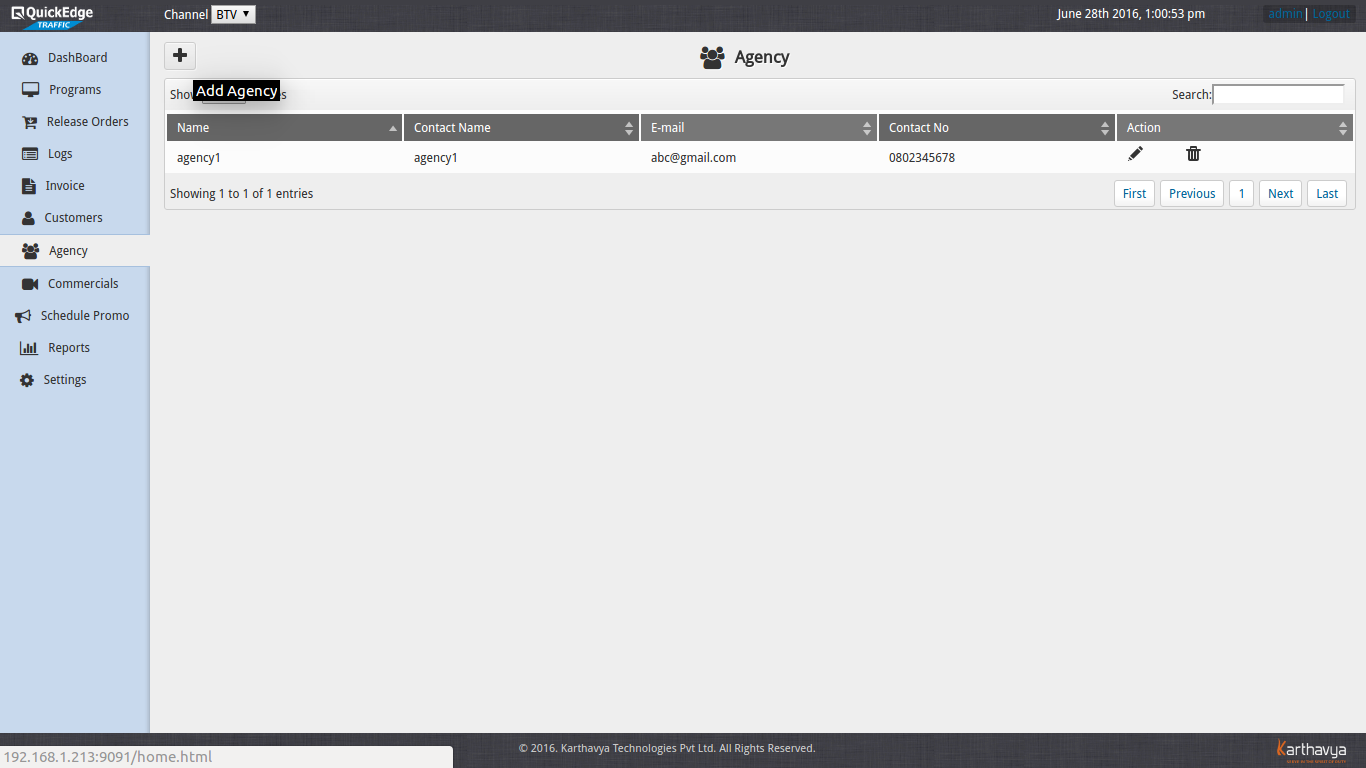 QuickEdge
TRAFFIC
Channel BTV
June 28th 2016, 1:00:53 pm
admin | Logout
DashBoard
Programs
Release Orders
Logs
Invoice
Customers
Agency
Commercials
Schedule Promo
Reports
Settings
Agency
Add Agency
Search:
Name Contact Name E-mail Contact No Action
agency1 agency1 abc@gmail.com 0802345678
Showing 1 to 1 of 1 entries
First Previous 1 Next Last
192.168.1.213:9091/home.html
© 2016. Karthavya Technologies Pvt Ltd. All Rights Reserved.
Karthavya